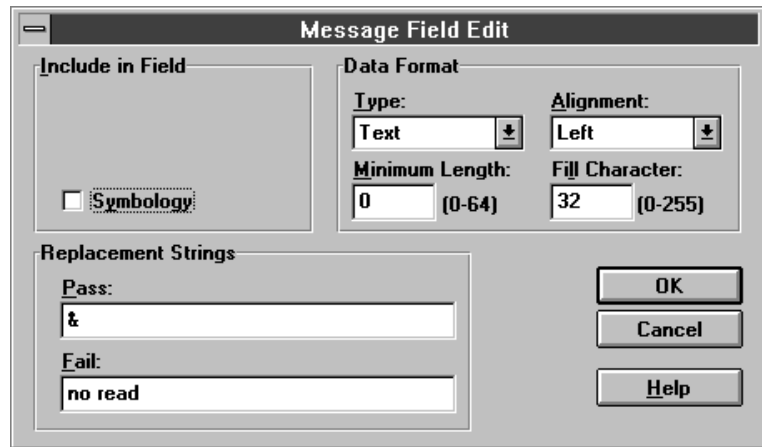 Message Field Edit
Include in Field
Symbology
Data Format
Type:
Alignment:
Text
Left
Minimum Length:
Fill Character:
0 (0-64)
32 (0-255)
Replacement Strings
Pass:
&
Fail:
no read
OK
Cancel
Help